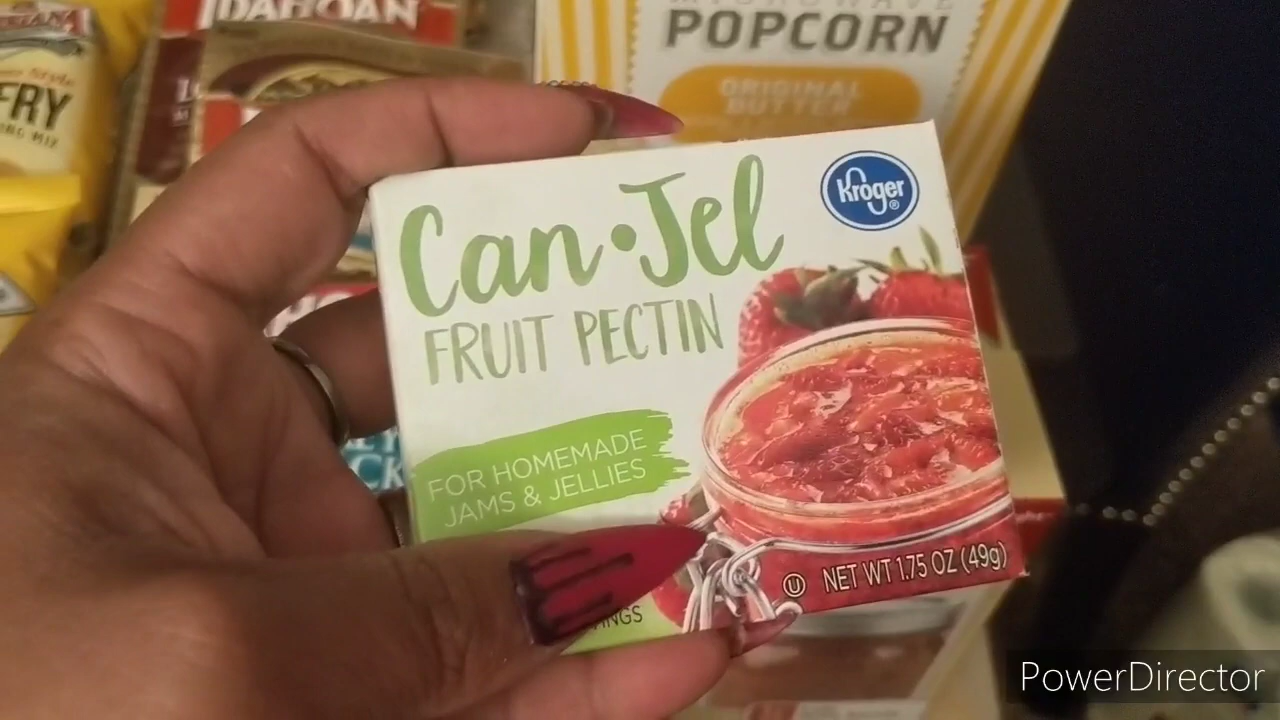 IDAHOAN
FRY
MICROWAVE
POPCORN
ORIGINAL
BUTTER
Can•Jel
Kroger®
FRUIT PECTIN
FOR HOMEMADE
JAMS & JELLIES
U NET WT 1.75 OZ (49g)
PowerDirector